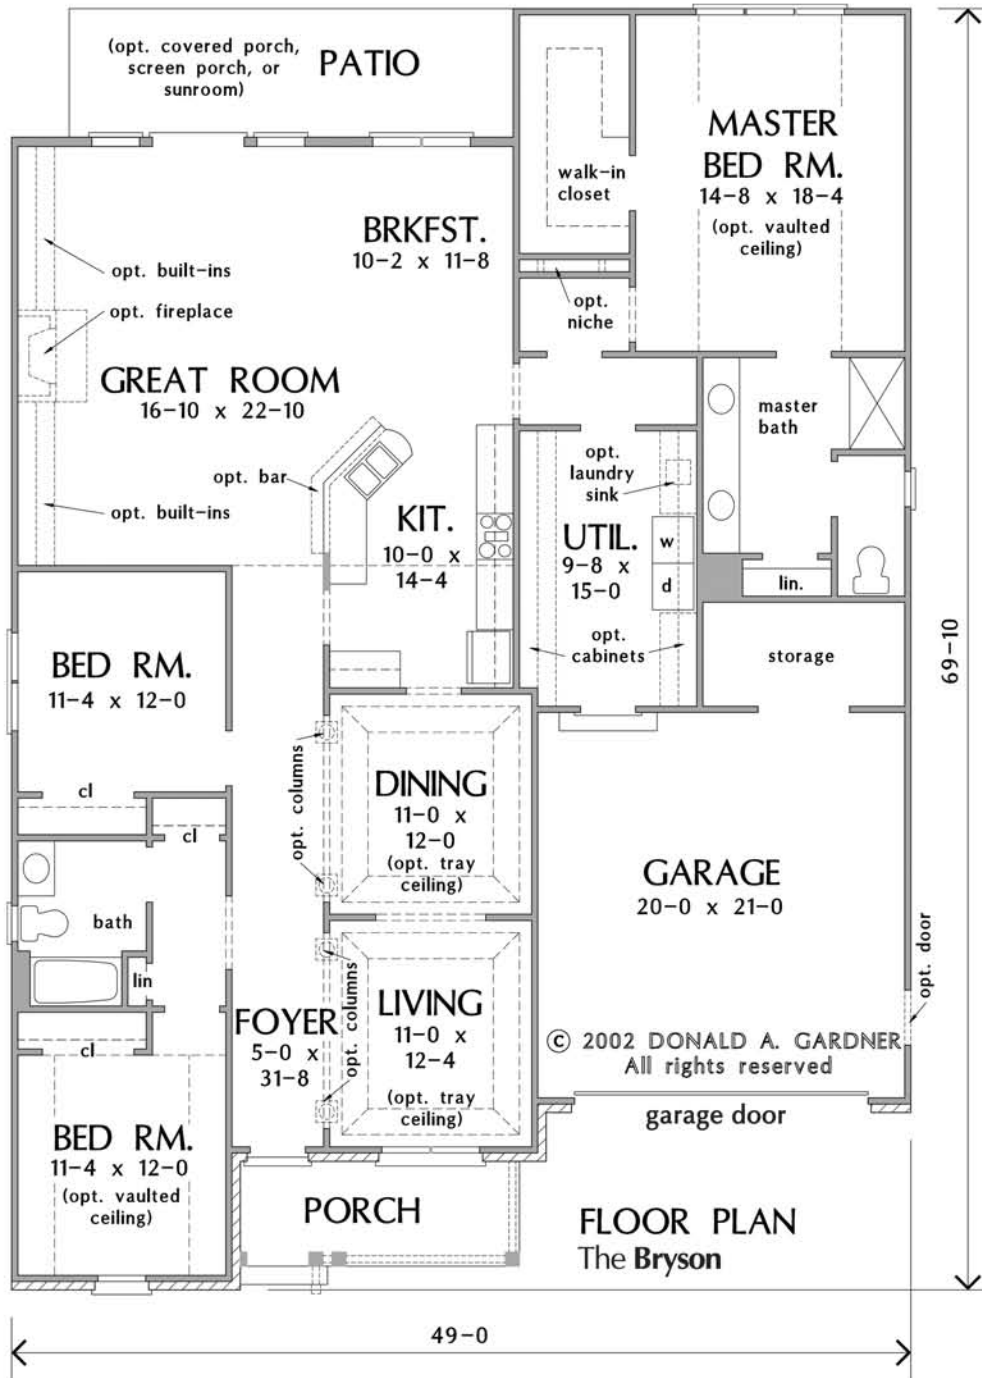 (opt. covered porch,
screen porch, or
sunroom)
PATIO
MASTER
BED RM.
14-8 x 18-4
(opt. vaulted
ceiling)
walk-in
closet
BRKFST.
10-2 x 11-8
opt. built-ins
opt. fireplace
opt.
niche
GREAT ROOM
16-10 x 22-10
master
bath
opt. bar
opt. built-ins
KIT.
10-0 x
14-4
opt.
laundry
sink
UTIL.
9-8 x
15-0
w
d
lin.
opt.
cabinets
storage
69-10
BED RM.
11-4 x 12-0
cl
cl
opt. columns
DINING
11-0 x
12-0
(opt. tray
ceiling)
GARAGE
20-0 x 21-0
opt. door
bath
lin
FOYER
5-0 x
31-8
opt. columns
LIVING
11-0 x
12-4
(opt. tray
ceiling)
© 2002 DONALD A. GARDNER
All rights reserved
garage door
cl
BED RM.
11-4 x 12-0
(opt. vaulted
ceiling)
PORCH
FLOOR PLAN
The Bryson
49-0